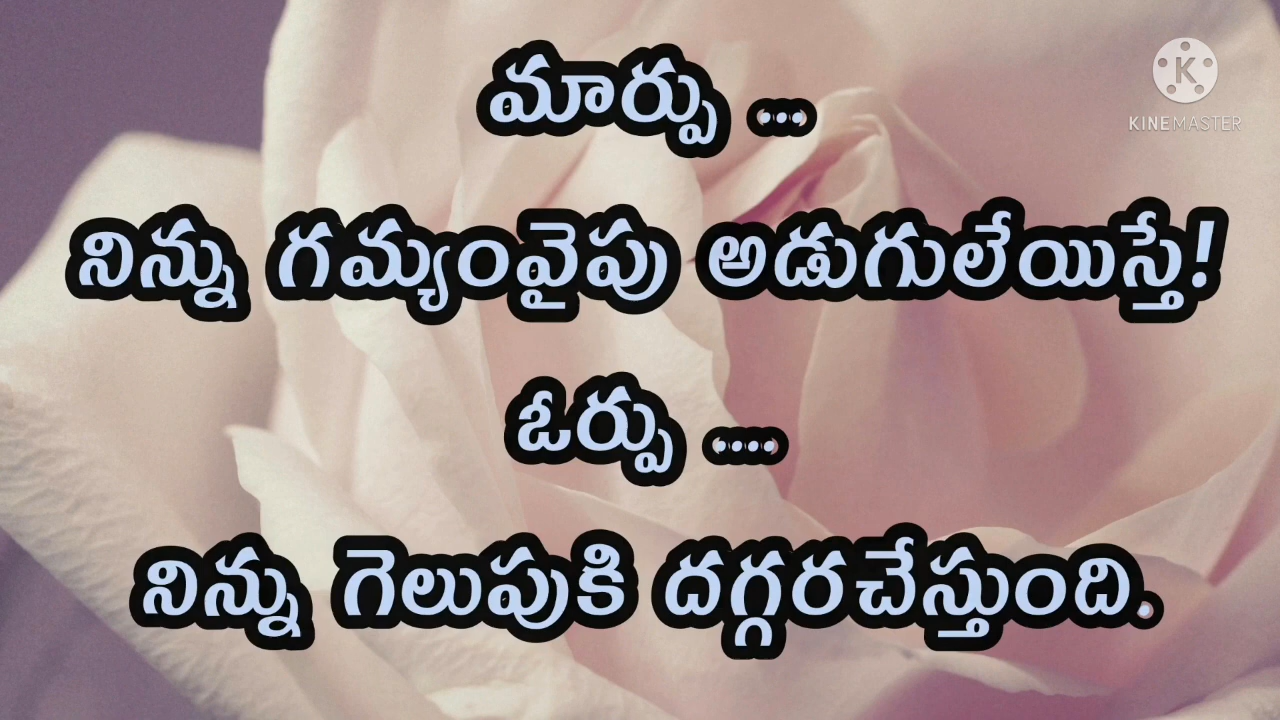 మార్పు ...
నిన్ను గమ్యంవైపు అడుగులేయిస్తే!
ఓర్పు ....
నిన్ను గెలుపుకి దగ్గరచేస్తుంది.
K
KINEMASTER